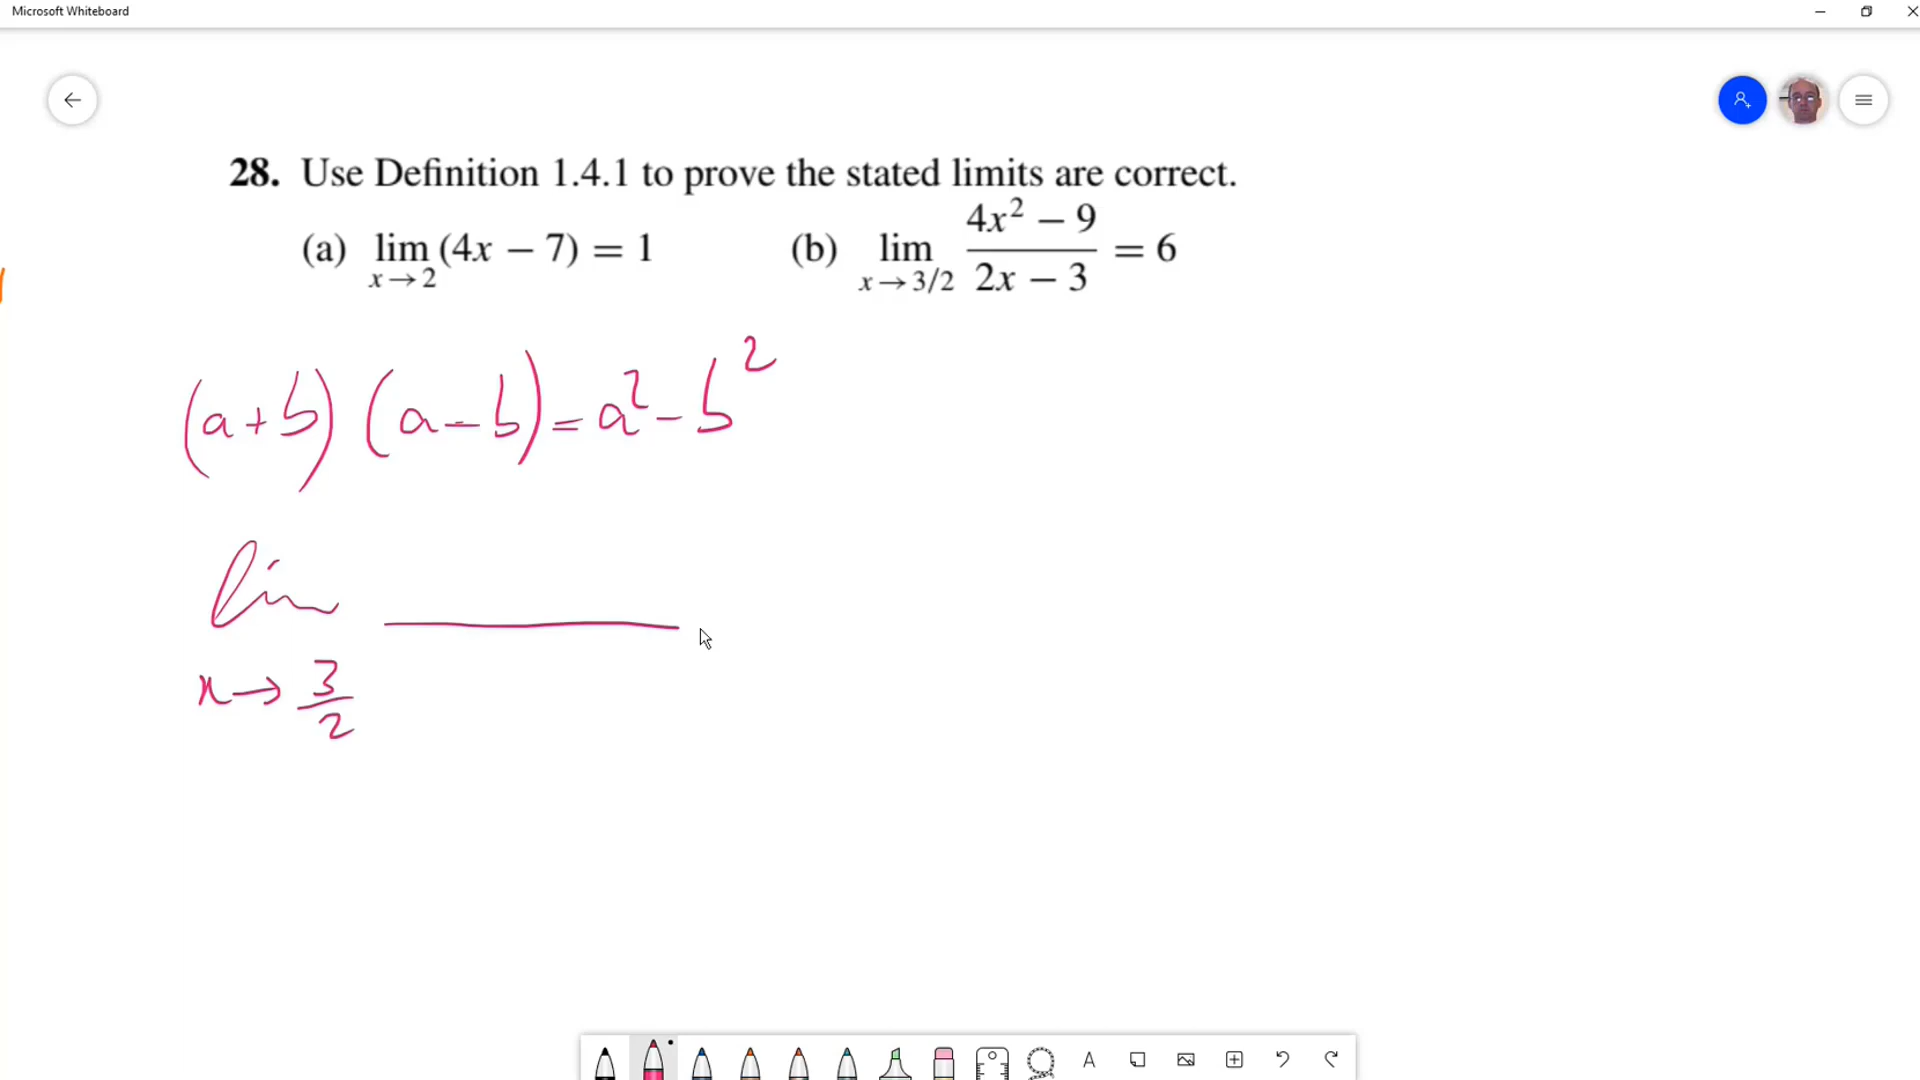 Microsoft Whiteboard
28. Use Definition 1.4.1 to prove the stated limits are correct.
(a) lim x→2 (4x − 7) = 1 (b) lim x→3/2 (4x² − 9)/(2x − 3) = 6
(a+b) (a−b) = a² − b²
lim
x→ 3/2
A